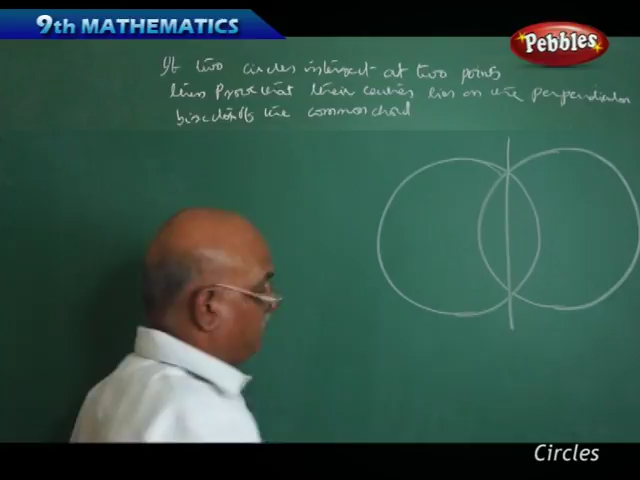 9th MATHEMATICS
Pebbles
If two circles intersect at two points
then Prove that their centres lies on the perpendicular
bisector of the common chord
Circles